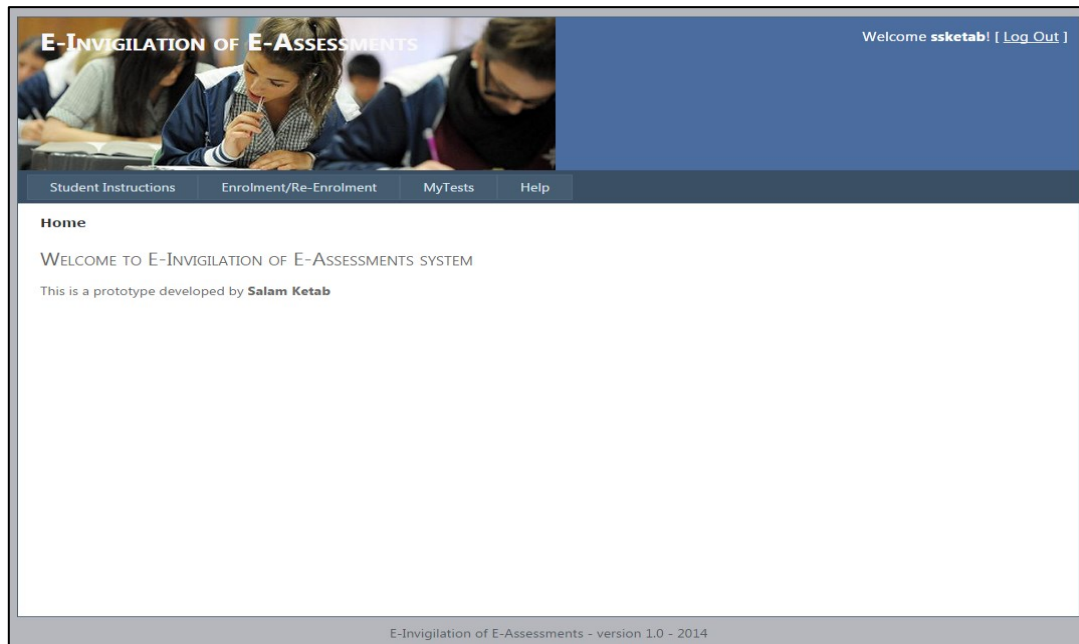 E-Invigilation of E-Assessments
Welcome ssketab! [ Log Out ]
Student Instructions Enrolment/Re-Enrolment MyTests Help
Home
Welcome to E-Invigilation of E-Assessments system
This is a prototype developed by Salam Ketab
E-Invigilation of E-Assessments - version 1.0 - 2014